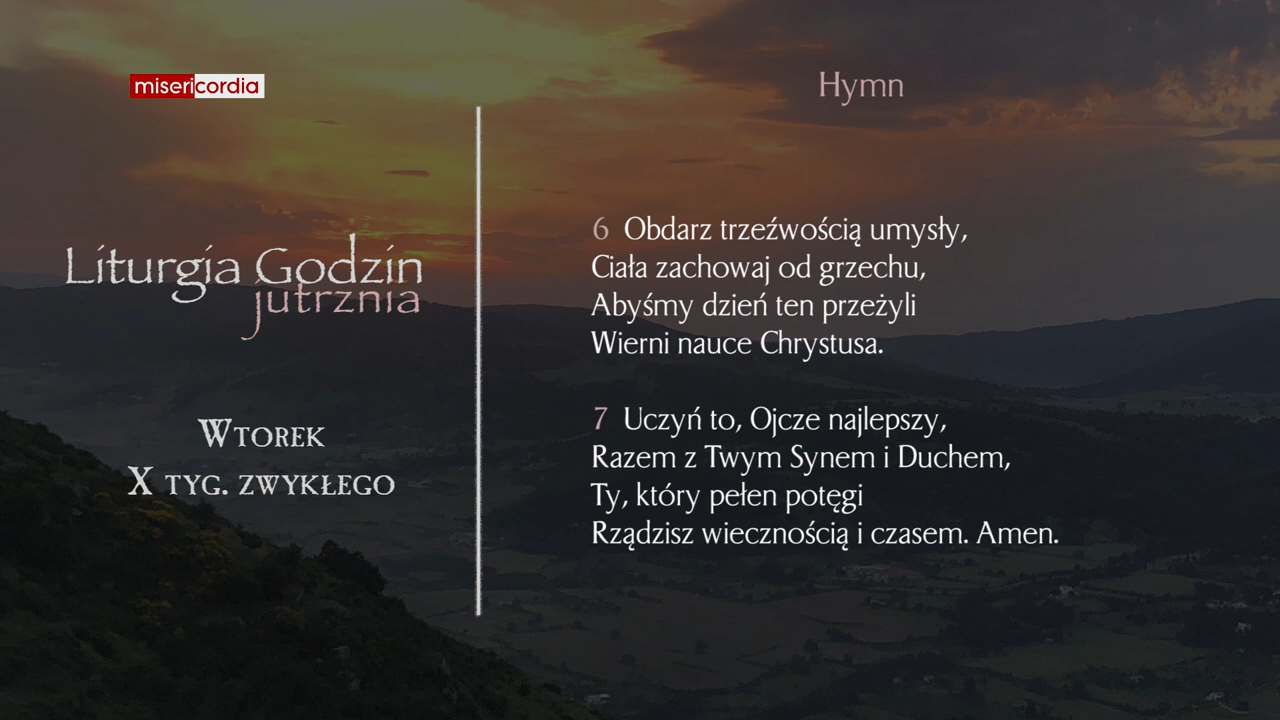 misericordia
Liturgia Godzin
jutrznia
Wtorek
X tyg. zwykłego
Hymn
6 Obdarz trzeźwością umysły,
Ciała zachowaj od grzechu,
Abyśmy dzień ten przeżyli
Wierni nauce Chrystusa.
7 Uczyń to, Ojcze najlepszy,
Razem z Twym Synem i Duchem,
Ty, który pełen potęgi
Rządzisz wiecznością i czasem. Amen.